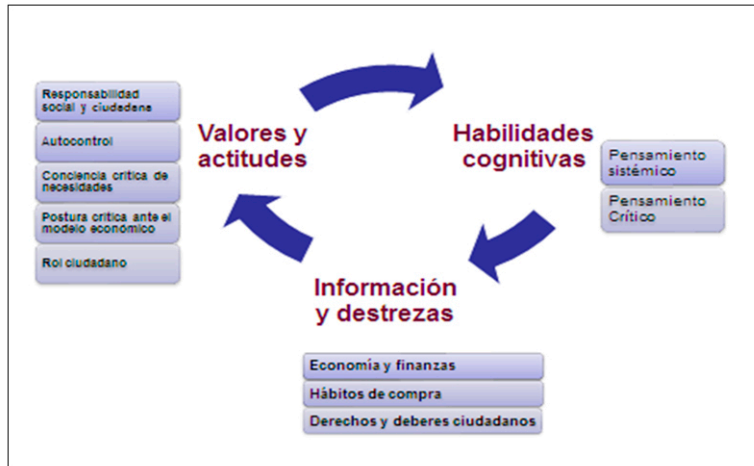 Responsabilidad
social y ciudadana
Autocontrol
Conciencia crítica de
necesidades
Postura crítica ante el
modelo económico
Rol ciudadano
Valores y
actitudes
Habilidades
cognitivas
Pensamiento
sistémico
Pensamiento
Crítico
Información
y destrezas
Economía y finanzas
Hábitos de compra
Derechos y deberes ciudadanos